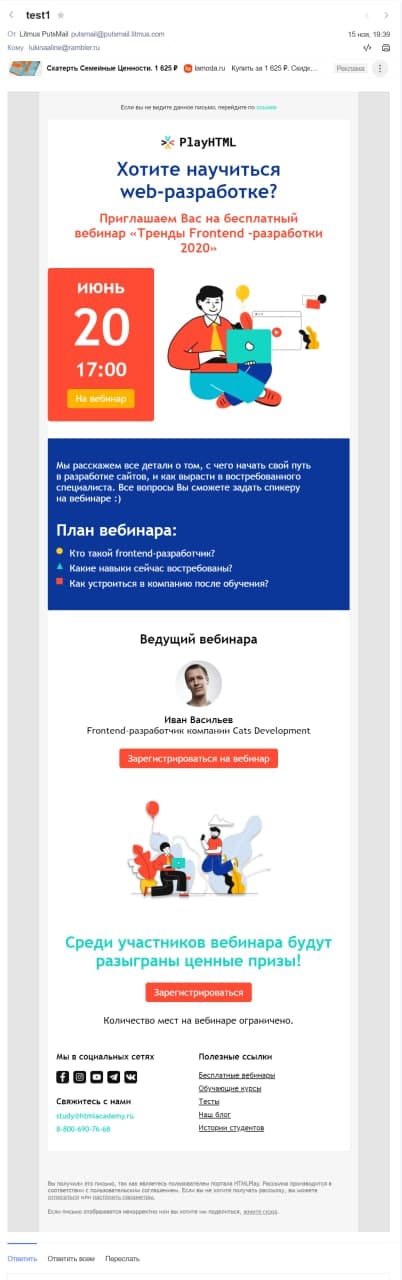 test1
От Litmus PutsMail putsmail@putsmail.litmus.com
15 ноя, 19:39
Кому lukinaaline@rambler.ru
Скатерть Семейные Ценности. 1 625 ₽ lamoda.ru Купить за 1 625 ₽. Скидк... Реклама
Если вы не видите данное письмо, перейдите по ссылке
PlayHTML
Хотите научиться
web-разработке?
Приглашаем Вас на бесплатный
вебинар «Тренды Frontend -разработки
2020»
ИЮНЬ
20
17:00
На вебинар
Мы расскажем все детали о том, с чего начать свой путь
в разработке сайтов, и как вырасти в востребованного
специалиста. Все вопросы Вы сможете задать спикеру
на вебинаре :)
План вебинара:
Кто такой frontend-разработчик?
Какие навыки сейчас востребованы?
Как устроиться в компанию после обучения?
Ведущий вебинара
Иван Васильев
Frontend-разработчик компании Cats Development
Зарегистрироваться на вебинар
Среди участников вебинара будут
разыграны ценные призы!
Зарегистрироваться
Количество мест на вебинаре ограничено.
Мы в социальных сетях
Свяжитесь с нами
study@htmlacademy.ru
8-800-690-76-68
Полезные ссылки
Бесплатные вебинары
Обучающие курсы
Тесты
Наш блог
Истории студентов
Вы получили это письмо, так как являетесь пользователем портала HTMLPlay. Рассылка производится в
соответствии с пользовательским соглашением. Если вы не хотите получать рассылку, вы можете
отписаться или настроить параметры.
Если письмо отображается некорректно или вы хотите им поделиться, жмите сюда.
Ответить Ответить всем Переслать